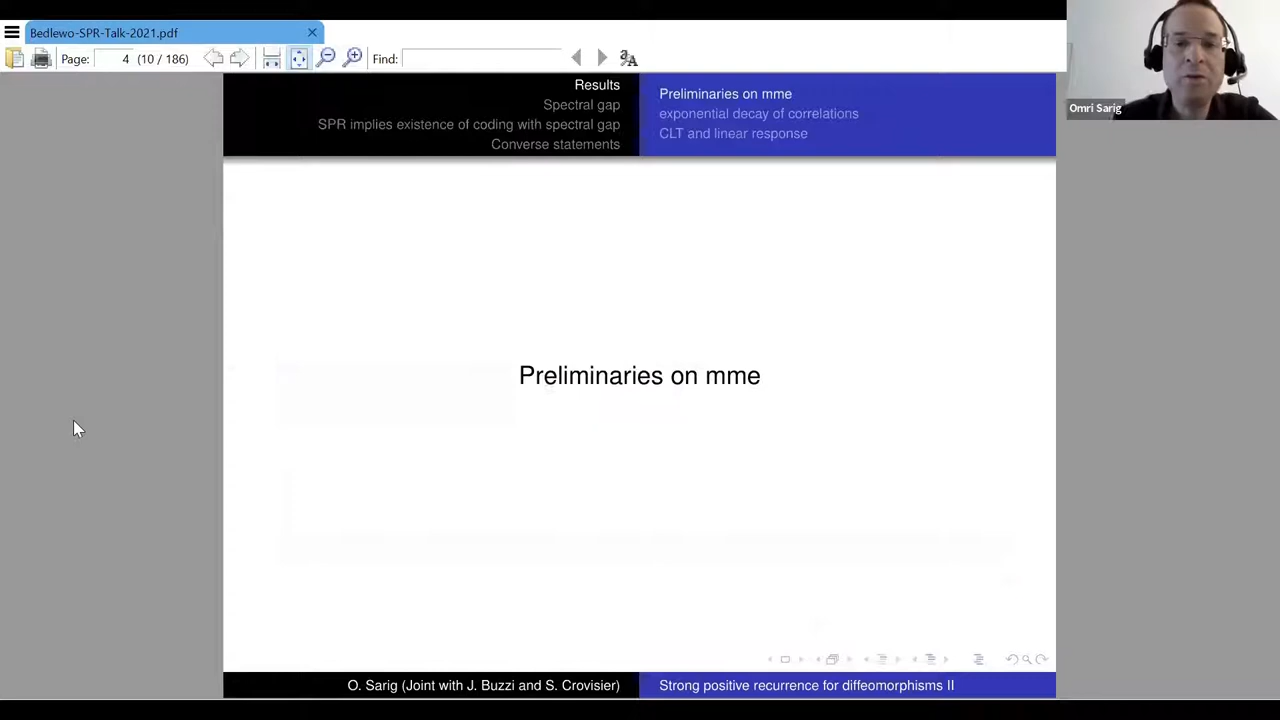 Bedlewo-SPR-Talk-2021.pdf
Page: 4 (10 / 186) Find:
Results
Spectral gap
SPR implies existence of coding with spectral gap
Converse statements
Preliminaries on mme
exponential decay of correlations
CLT and linear response
Omri Sarig
Preliminaries on mme
O. Sarig (Joint with J. Buzzi and S. Crovisier)
Strong positive recurrence for diffeomorphisms II